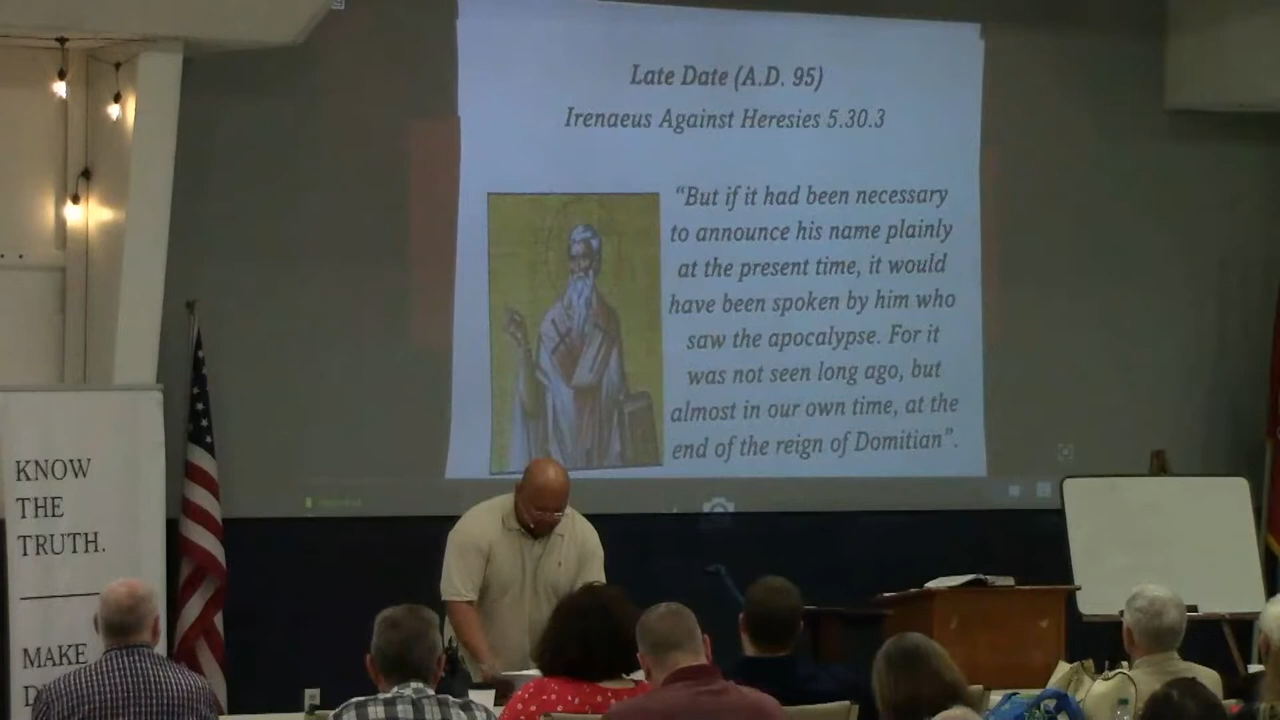 Late Date (A.D. 95)
Irenaeus Against Heresies 5.30.3
“But if it had been necessary
to announce his name plainly
at the present time, it would
have been spoken by him who
saw the apocalypse. For it
was not seen long ago, but
almost in our own time, at the
end of the reign of Domitian”.
KNOW
THE
TRUTH.
MAKE